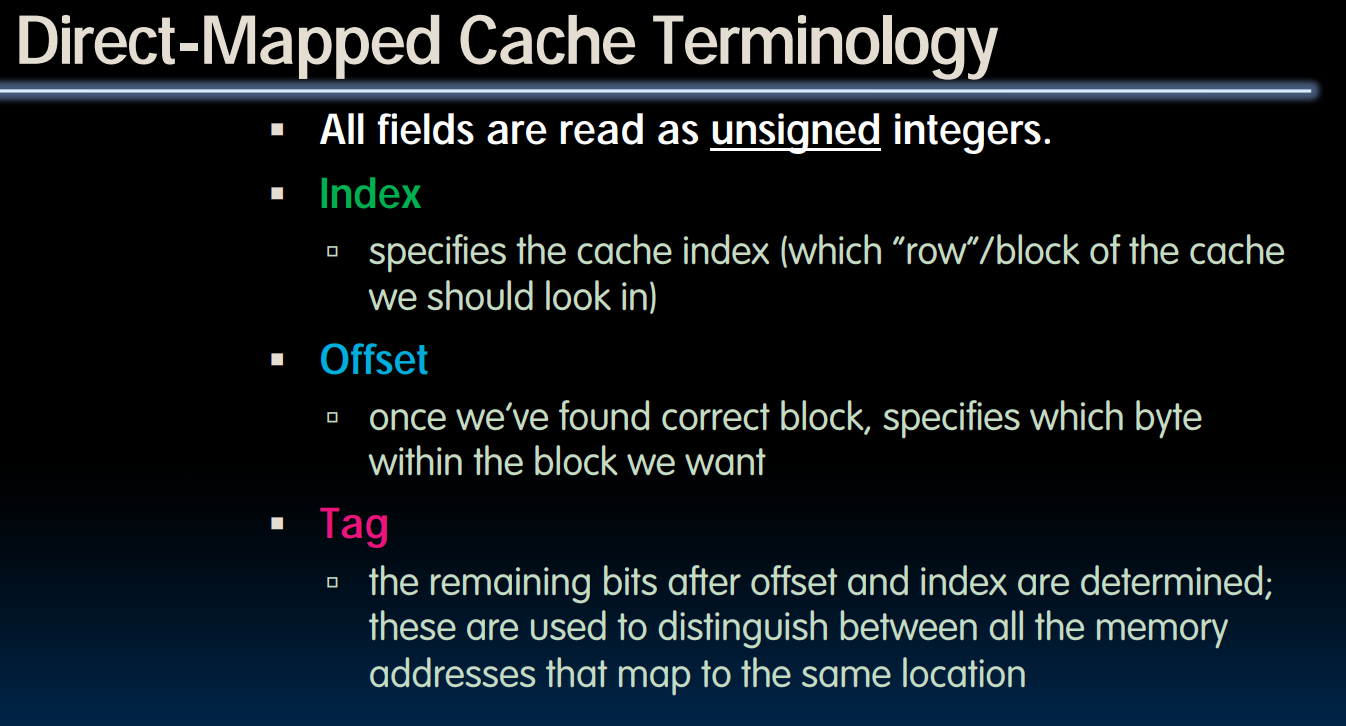 Direct-Mapped Cache Terminology
All fields are read as unsigned integers.
Index
specifies the cache index (which “row”/block of the cache
we should look in)
Offset
once we’ve found correct block, specifies which byte
within the block we want
Tag
the remaining bits after offset and index are determined;
these are used to distinguish between all the memory
addresses that map to the same location